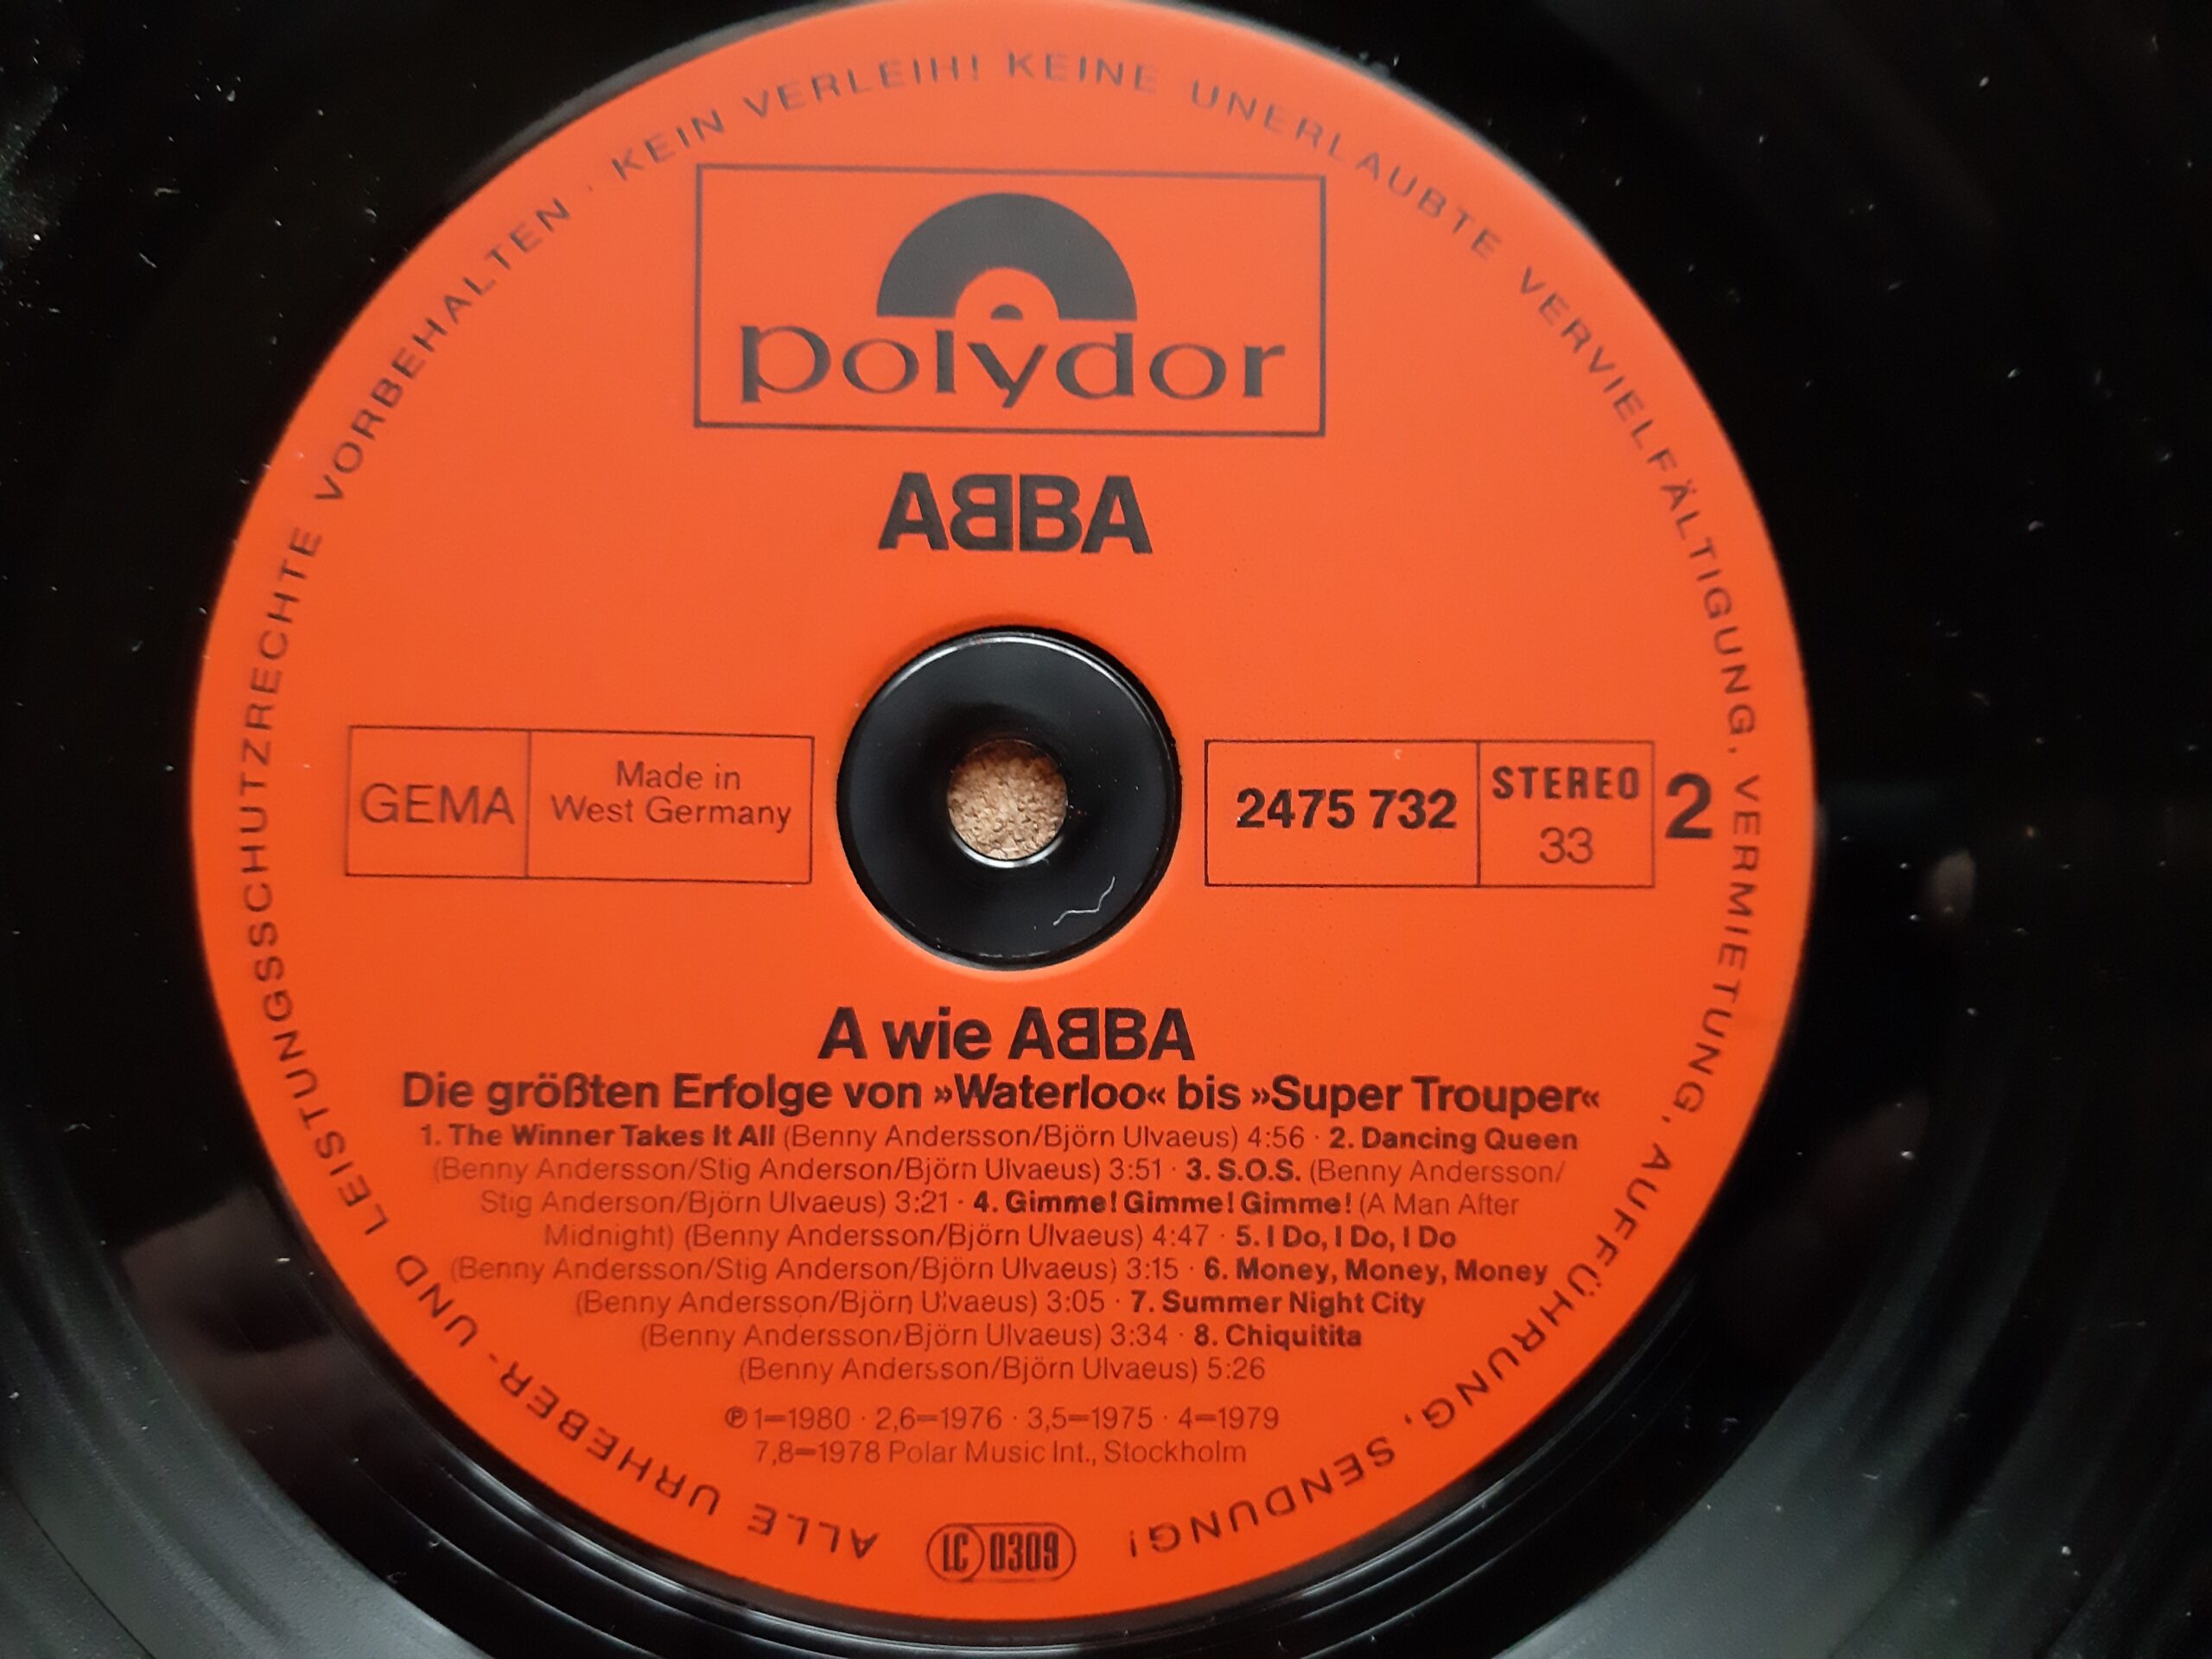 ALLE URHEBER- UND LEISTUNGSSCHUTZRECHTE VORBEHALTEN · KEIN VERLEIH! KEINE UNERLAUBTE VERVIELFÄLTIGUNG, VERMIETUNG, AUFFÜHRUNG, SENDUNG!
polydor
ABBA
GEMA
Made in
West Germany
2475 732
STEREO
33
2
A wie ABBA
Die größten Erfolge von »Waterloo« bis »Super Trouper«
1. The Winner Takes It All (Benny Andersson/Björn Ulvaeus) 4:56 · 2. Dancing Queen
(Benny Andersson/Stig Anderson/Björn Ulvaeus) 3:51 · 3. S.O.S. (Benny Andersson/
Stig Anderson/Björn Ulvaeus) 3:21 · 4. Gimme! Gimme! Gimme! (A Man After
Midnight) (Benny Andersson/Björn Ulvaeus) 4:47 · 5. I Do, I Do, I Do
(Benny Andersson/Stig Anderson/Björn Ulvaeus) 3:15 · 6. Money, Money, Money
(Benny Andersson/Björn Ulvaeus) 3:05 · 7. Summer Night City
(Benny Andersson/Björn Ulvaeus) 3:34 · 8. Chiquitita
(Benny Andersson/Björn Ulvaeus) 5:26
℗ 1=1980 · 2,6=1976 · 3,5=1975 · 4=1979
7,8=1978 Polar Music Int., Stockholm
LC 0309